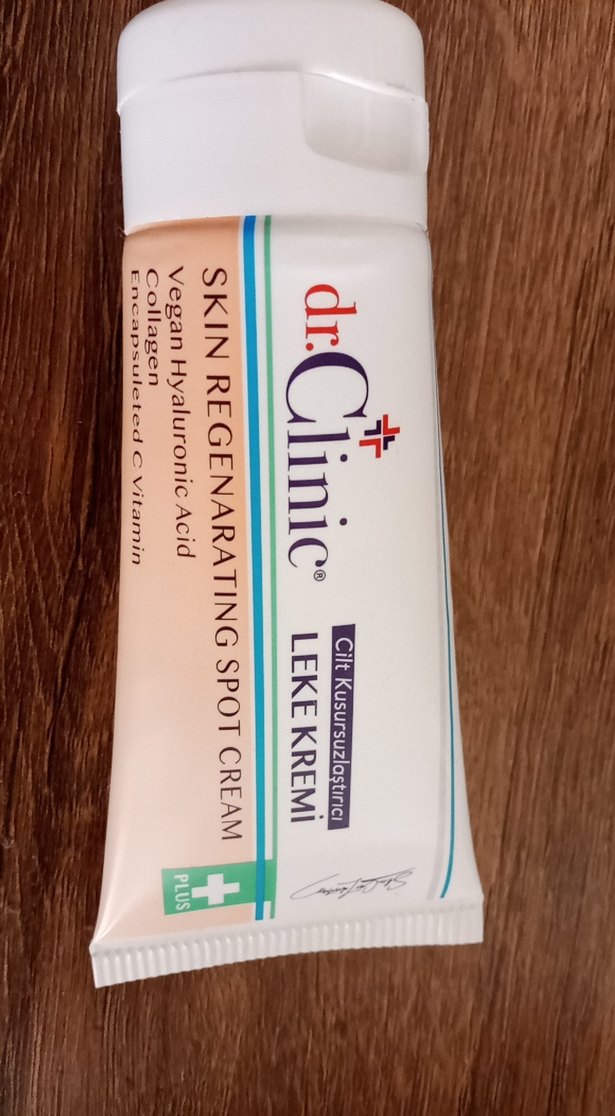 dr.Clinic®
Cilt Kusursuzlaştırıcı
LEKE KREMİ
SKIN REGENARATING SPOT CREAM
Vegan Hyaluronic Acid
Collagen
Encapsuleted C Vitamin
PLUS